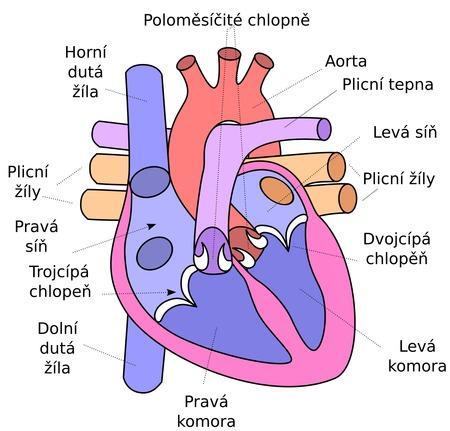 Poloměsíčité chlopně
Horní
dutá
žíla
Aorta
Plicní tepna
Levá síň
Plicní
žíly
Plicní žíly
Pravá
síň
Dvojcípá
chlopěň
Trojcípá
chlopeň
Dolní
dutá
žíla
Levá
komora
Pravá
komora